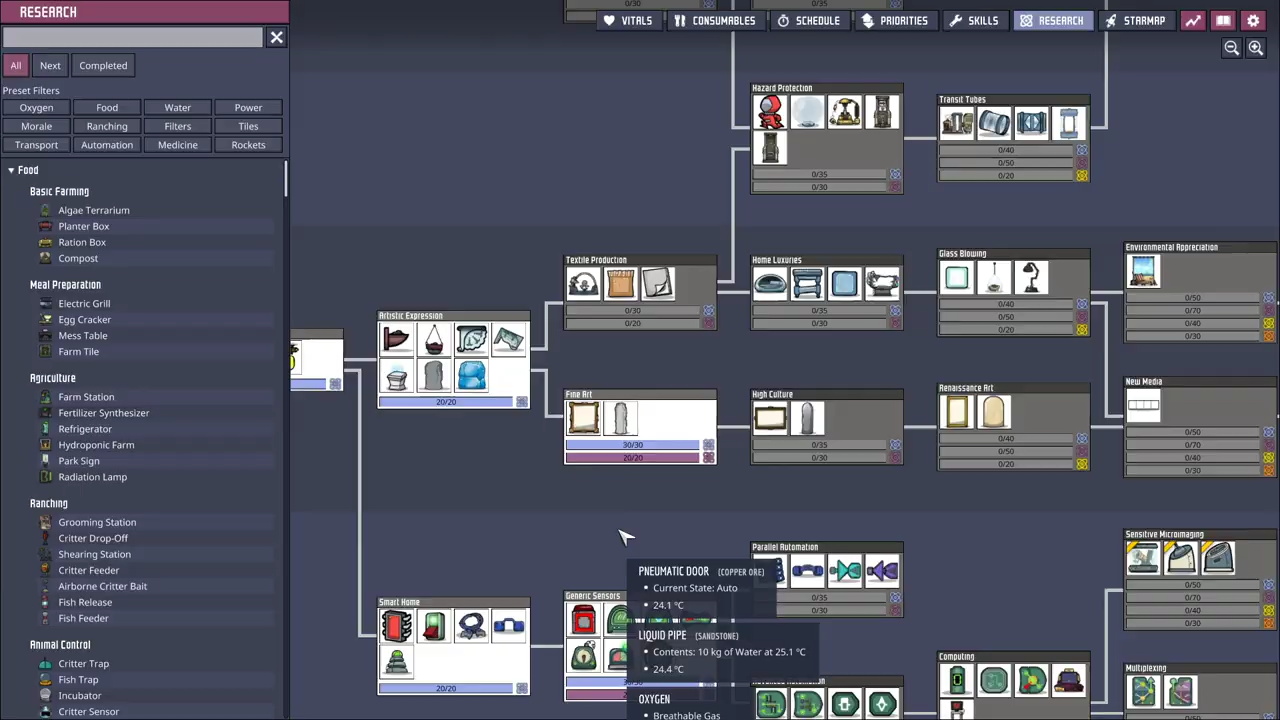 RESEARCH
VITALS
CONSUMABLES
SCHEDULE
PRIORITIES
SKILLS
RESEARCH
STARMAP
All
Next
Completed
Preset Filters
Oxygen
Food
Water
Power
Morale
Ranching
Filters
Tiles
Transport
Automation
Medicine
Rockets
Food
Basic Farming
Algae Terrarium
Planter Box
Ration Box
Compost
Meal Preparation
Electric Grill
Egg Cracker
Mess Table
Farm Tile
Agriculture
Farm Station
Fertilizer Synthesizer
Refrigerator
Hydroponic Farm
Park Sign
Radiation Lamp
Ranching
Grooming Station
Critter Drop-Off
Shearing Station
Critter Feeder
Airborne Critter Bait
Fish Release
Fish Feeder
Animal Control
Critter Trap
Fish Trap
Incubator
Critter Sensor
0/30
Hazard Protection
0/35
0/30
Transit Tubes
0/40
0/50
0/20
Textile Production
0/30
0/20
Home Luxuries
0/35
0/30
Glass Blowing
0/40
0/50
0/20
Environmental Appreciation
0/50
0/70
0/40
0/30
Artistic Expression
20/20
Fine Art
30/30
20/20
High Culture
0/35
0/30
Renaissance Art
0/40
0/50
0/20
New Media
0/50
0/70
0/40
0/30
Smart Home
20/20
Generic Sensors
Parallel Automation
0/35
0/30
Sensitive Microimaging
0/50
0/70
0/40
0/30
Computing
Multiplexing
PNEUMATIC DOOR (COPPER ORE)
• Current State: Auto
• 24.1 °C
LIQUID PIPE (SANDSTONE)
• Contents: 10 kg of Water at 25.1 °C
• 24.4 °C
OXYGEN
• Breathable Gas